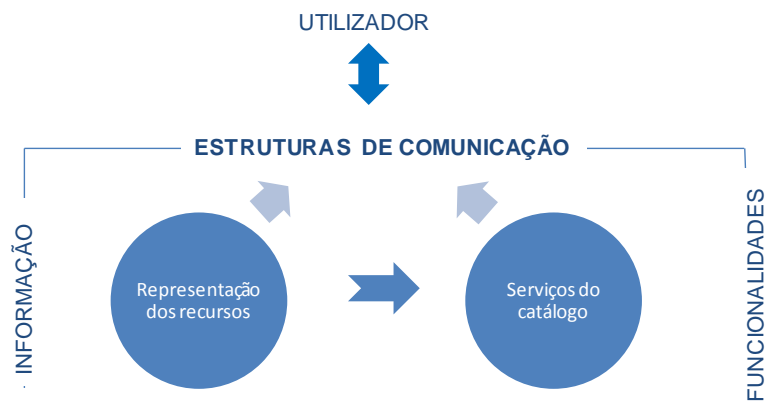 UTILIZADOR
ESTRUTURAS DE COMUNICAÇÃO
INFORMAÇÃO
Representação
dos recursos
Serviços do
catálogo
FUNCIONALIDADES